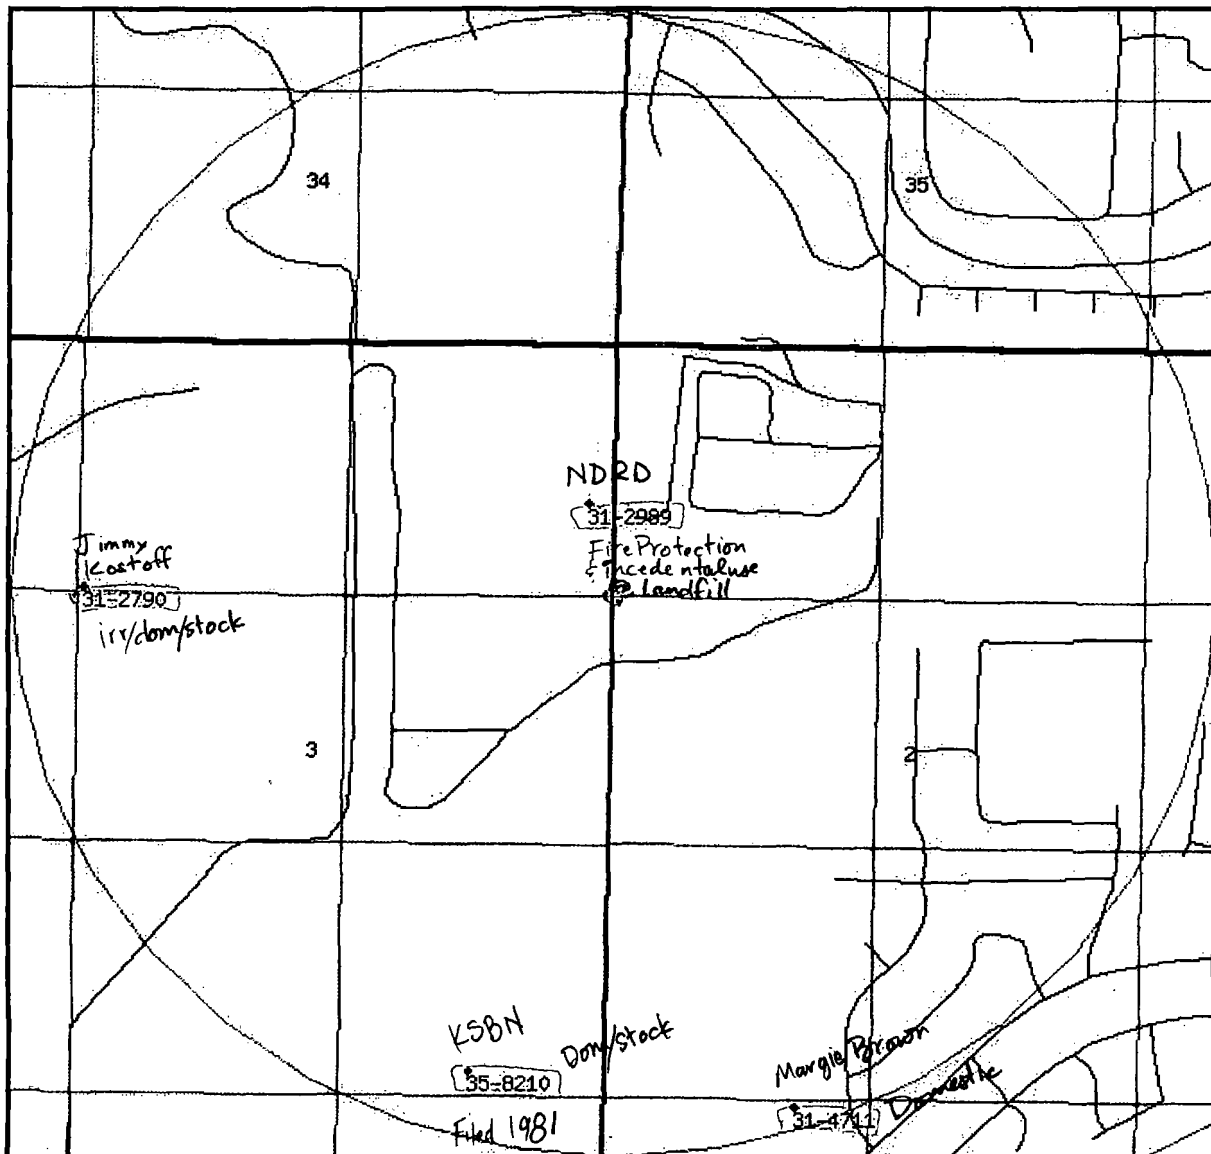 34
35
NDRD
31-2989
Fire Protection
& Incedentaluse
@ Landfill
Jimmy
Kostoff
31-2790
irr/dom/stock
3
2
KSBN
Dom/stock
35-8210
Filed 1981
Margie Brown
31-4711
Domestic